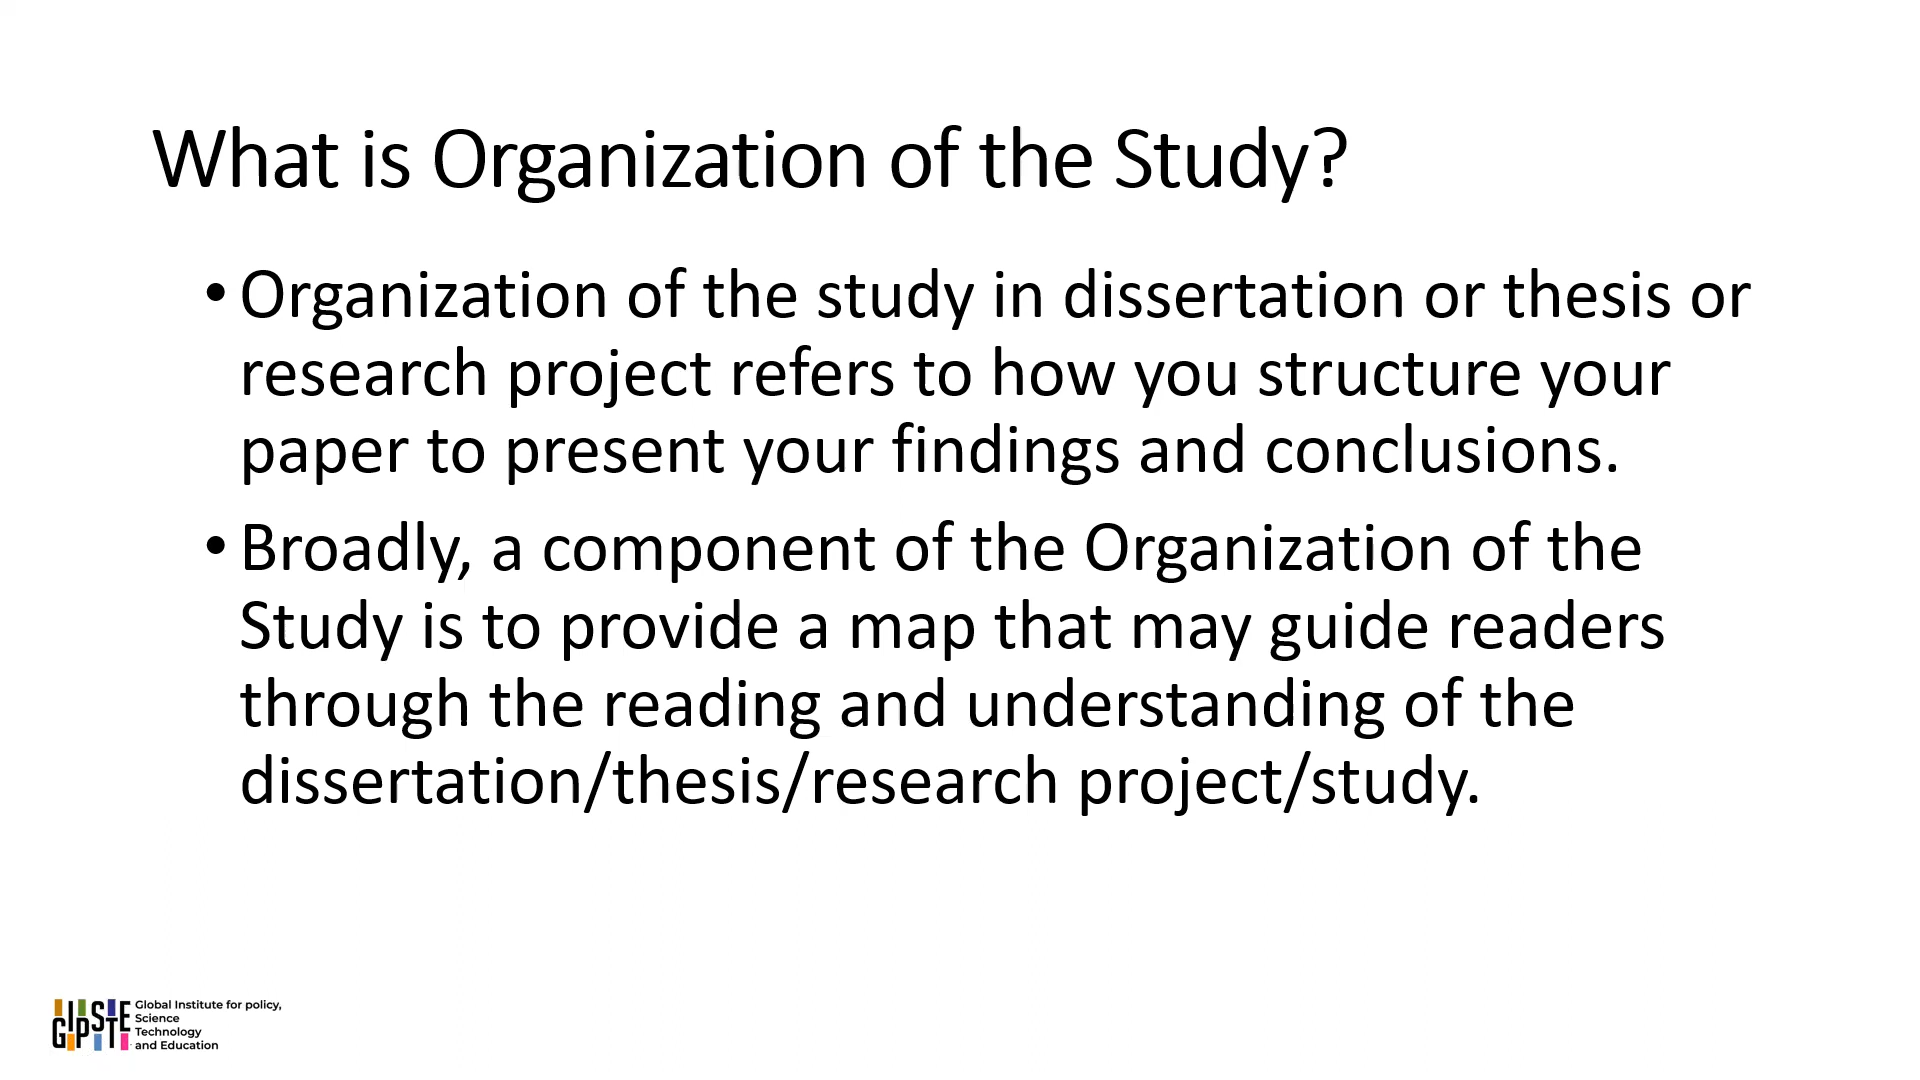 What is Organization of the Study?
• Organization of the study in dissertation or thesis or
research project refers to how you structure your
paper to present your findings and conclusions.
• Broadly, a component of the Organization of the
Study is to provide a map that may guide readers
through the reading and understanding of the
dissertation/thesis/research project/study.
GIPSTE
Global Institute for policy,
Science
Technology
and Education